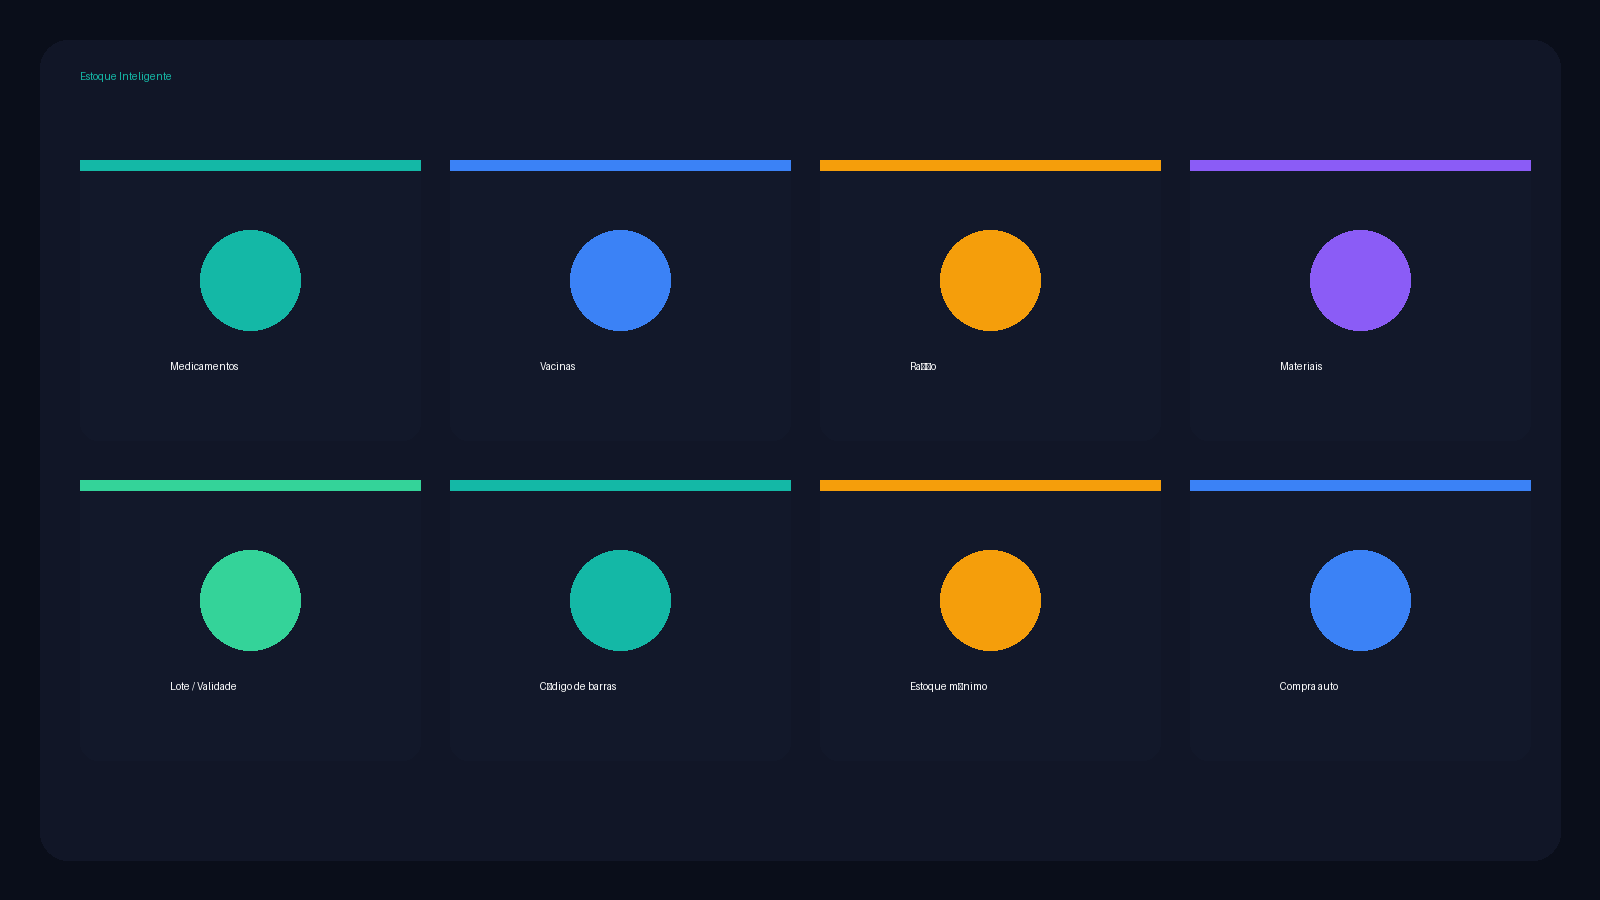 Estoque Inteligente
Medicamentos
Vacinas
Materiais
Lote / Validade
de barras
Estoque
Compra auto